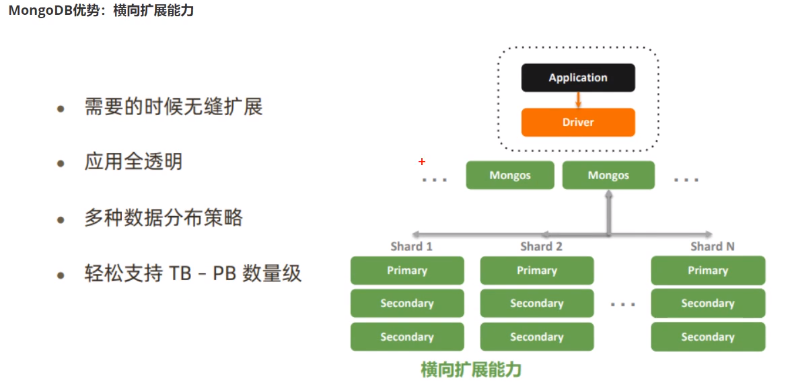 MongoDB优势：横向扩展能力
• 需要的时候无缝扩展
• 应用全透明
• 多种数据分布策略
• 轻松支持 TB – PB 数量级
Application
Driver
... Mongos Mongos ...
Shard 1 Shard 2 Shard N
Primary Primary Primary
Secondary Secondary ... Secondary
Secondary Secondary Secondary
横向扩展能力